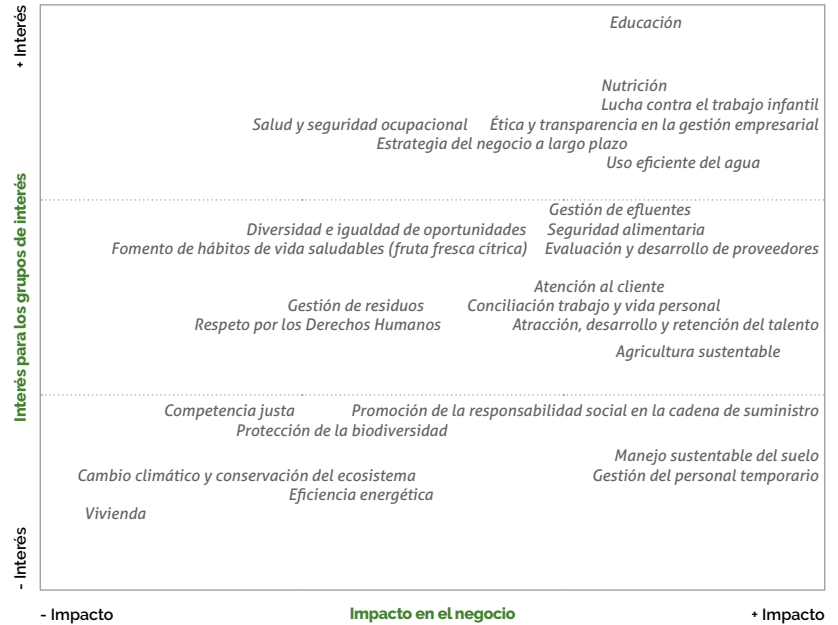 + Interés
Interés para los grupos de interés
- Interés
Educación
Nutrición
Lucha contra el trabajo infantil
Salud y seguridad ocupacional
Ética y transparencia en la gestión empresarial
Estrategia del negocio a largo plazo
Uso eficiente del agua
Gestión de efluentes
Diversidad e igualdad de oportunidades
Seguridad alimentaria
Fomento de hábitos de vida saludables (fruta fresca cítrica)
Evaluación y desarrollo de proveedores
Atención al cliente
Gestión de residuos
Conciliación trabajo y vida personal
Respeto por los Derechos Humanos
Atracción, desarrollo y retención del talento
Agricultura sustentable
Competencia justa
Promoción de la responsabilidad social en la cadena de suministro
Protección de la biodiversidad
Manejo sustentable del suelo
Cambio climático y conservación del ecosistema
Gestión del personal temporario
Eficiencia energética
Vivienda
- Impacto
Impacto en el negocio
+ Impacto